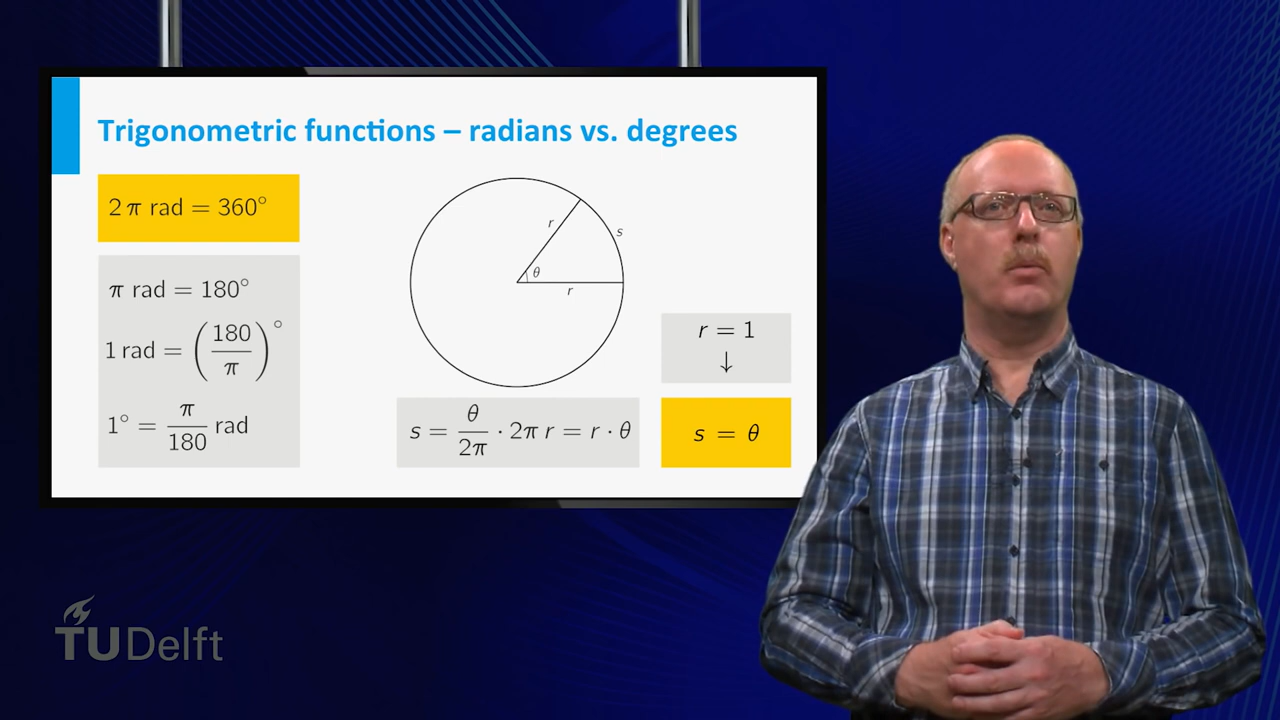 Trigonometric functions – radians vs. degrees
2 π rad = 360°
π rad = 180°
1 rad = (180/π)°
1° = π/180 rad
r
s
θ
r
r = 1
↓
s = θ/2π · 2π r = r · θ
s = θ
TUDelft